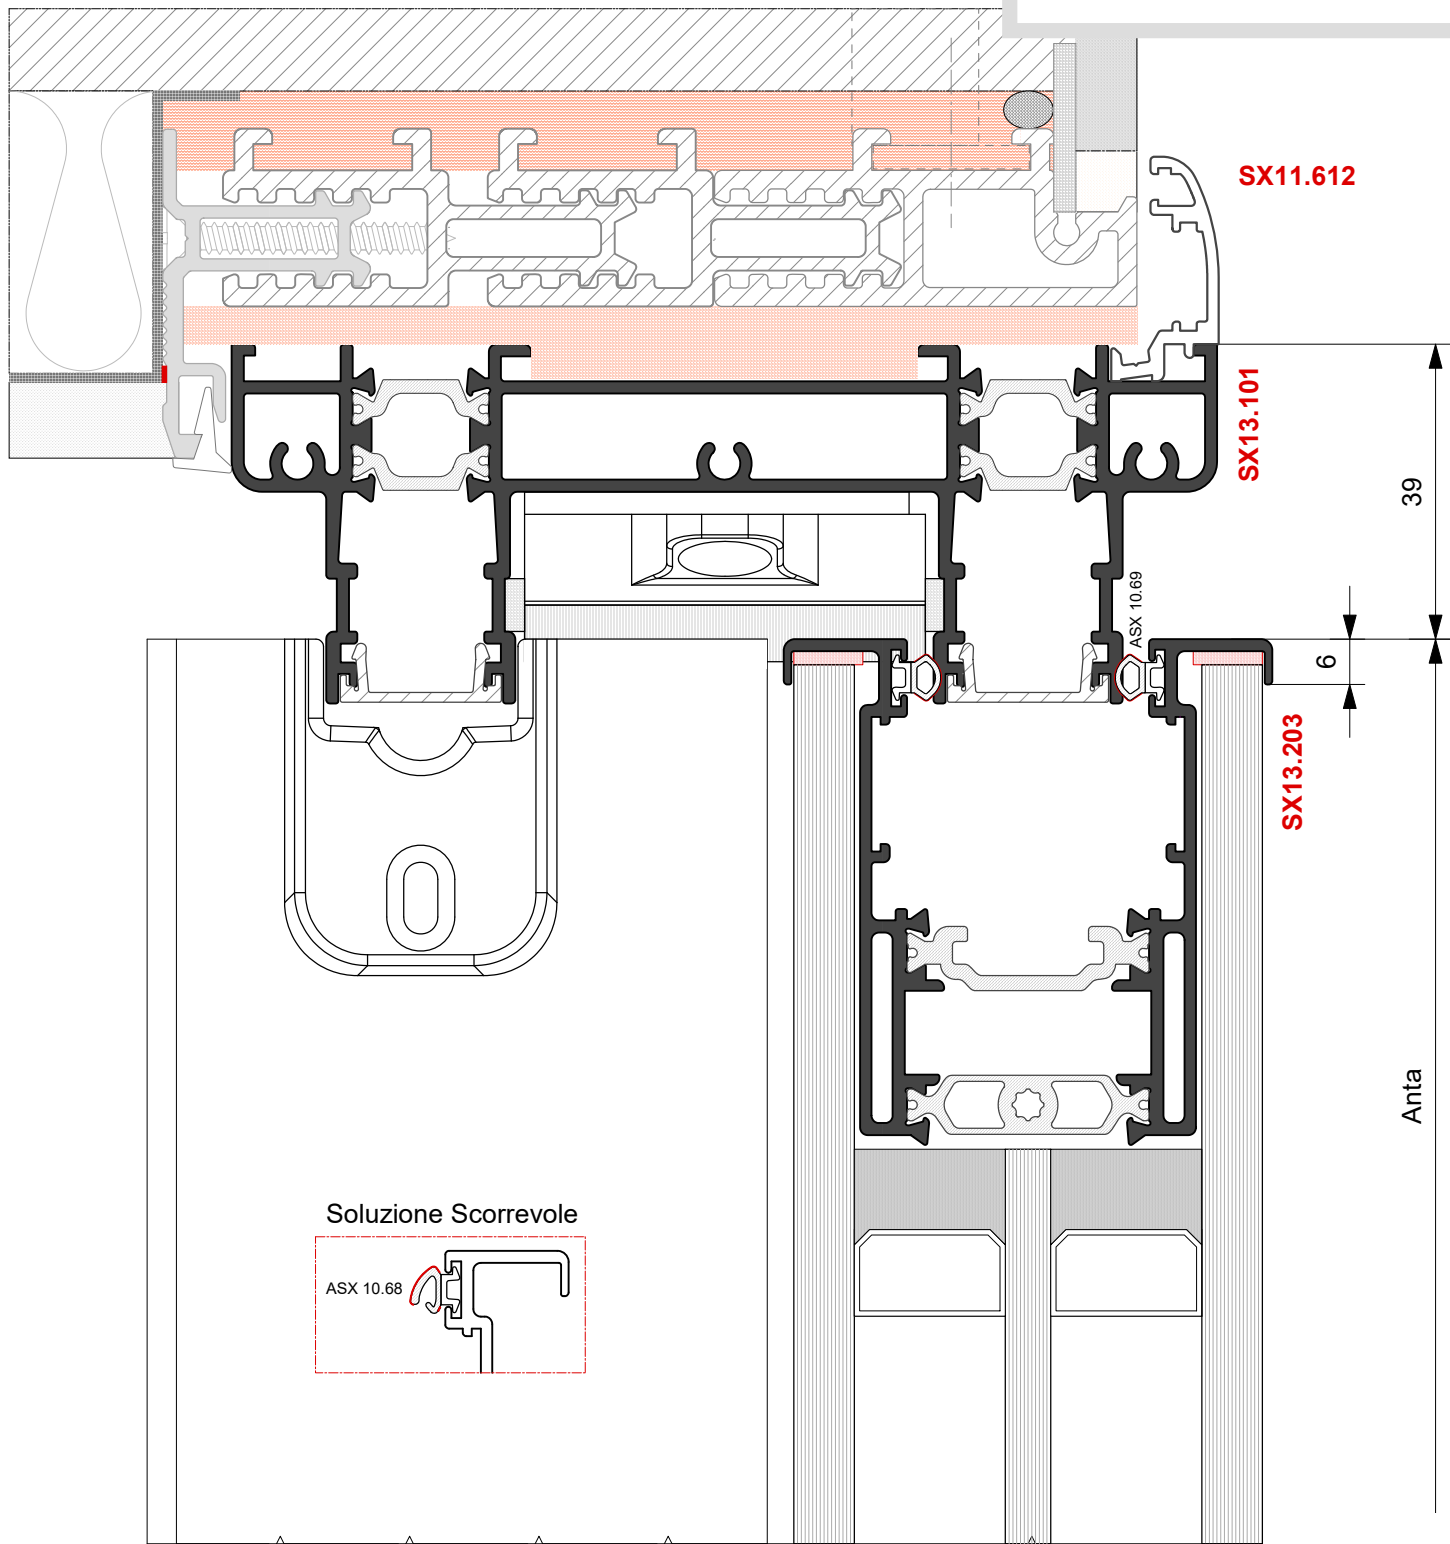 SX11.612
SX13.101
39
ASX 10.69
6
SX13.203
Anta
Soluzione Scorrevole
ASX 10.68